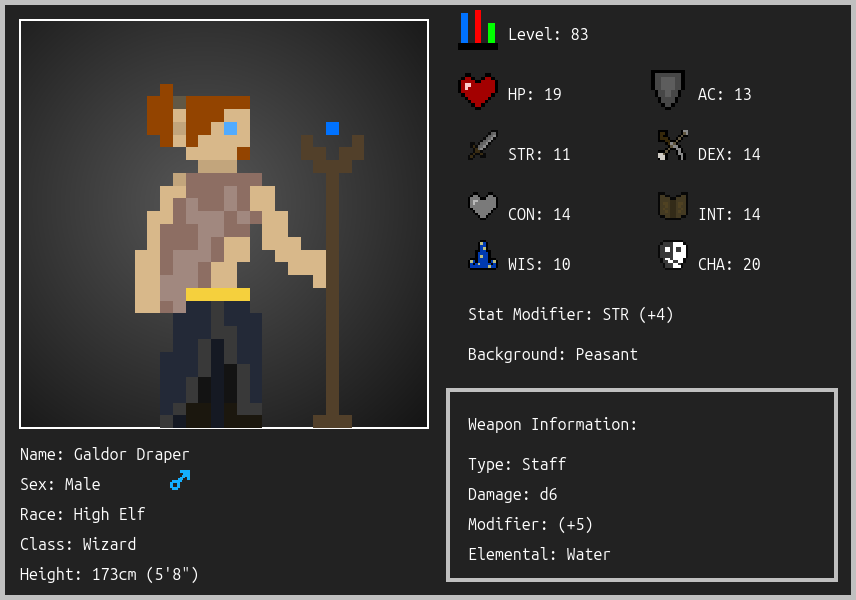 Level: 83
HP: 19
AC: 13
STR: 11
DEX: 14
CON: 14
INT: 14
WIS: 10
CHA: 20
Stat Modifier: STR (+4)
Background: Peasant
Weapon Information:
Type: Staff
Damage: d6
Modifier: (+5)
Elemental: Water
Name: Galdor Draper
Sex: Male
Race: High Elf
Class: Wizard
Height: 173cm (5'8")